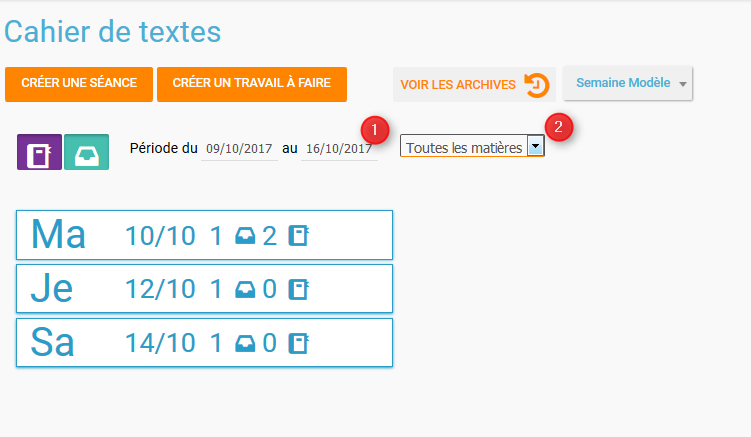 Cahier de textes
CRÉER UNE SÉANCE CRÉER UN TRAVAIL À FAIRE VOIR LES ARCHIVES Semaine Modèle
1 2
Période du 09/10/2017 au 16/10/2017 Toutes les matières
Ma 10/10 1 2
Je 12/10 1 0
Sa 14/10 1 0